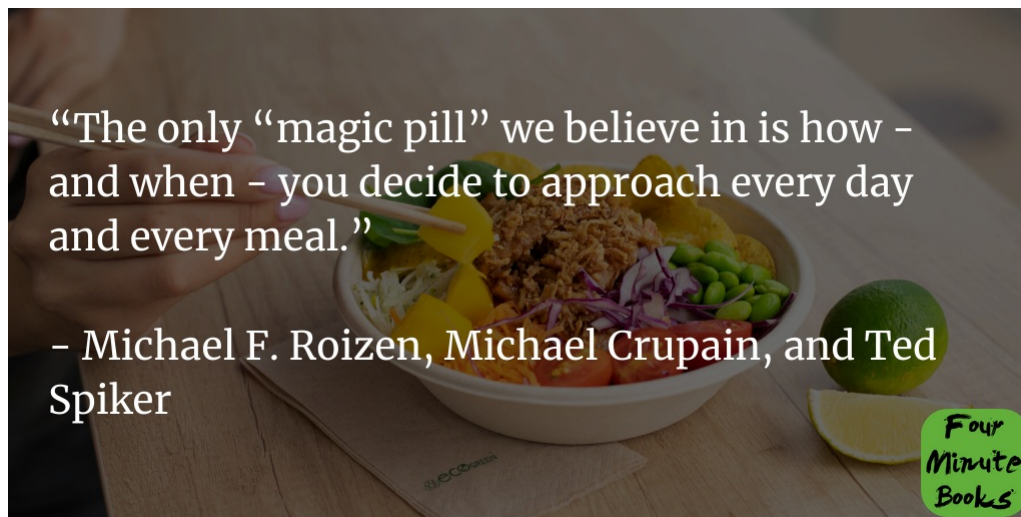 “The only “magic pill” we believe in is how -
and when - you decide to approach every day
and every meal.”
- Michael F. Roizen, Michael Crupain, and Ted
Spiker
ecoGREEN
Four
Minute
Books